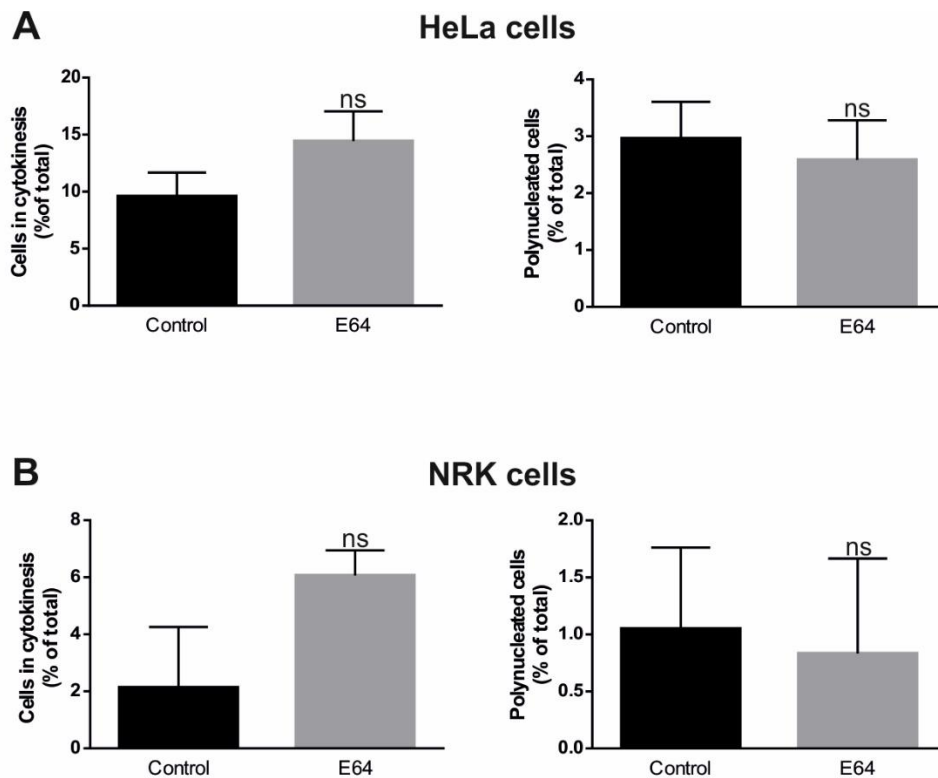 A
HeLa cells
Cells in cytokinesis
(%of total)
20
15
10
5
0
ns
Control
E64
Polynucleated cells
(% of total)
4
3
2
1
0
ns
Control
E64
B
NRK cells
Cells in cytokinesis
(% of total)
8
6
4
2
0
ns
Control
E64
Polynucleated cells
(% of total)
2.0
1.5
1.0
0.5
0.0
ns
Control
E64